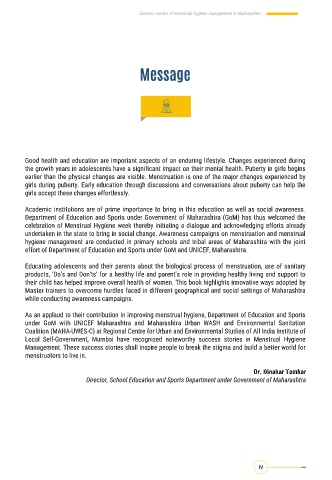 Success stories of menstrual hygiene management in Maharashtra
Message
Good health and education are important aspects of an enduring lifestyle. Changes experienced during
the growth years in adolescents have a significant impact on their mental health. Puberty in girls begins
earlier than the physical changes are visible. Menstruation is one of the major changes experienced by
girls during puberty. Early education through discussions and conversations about puberty can help the
girls accept these changes effortlessly.
Academic institutions are of prime importance to bring in this education as well as social awareness.
Department of Education and Sports under Government of Maharashtra (GoM) has thus welcomed the
celebration of Menstrual Hygiene week thereby initiating a dialogue and acknowledging efforts already
undertaken in the state to bring in social change. Awareness campaigns on menstruation and menstrual
hygiene management are conducted in primary schools and tribal areas of Maharashtra with the joint
effort of Department of Education and Sports under GoM and UNICEF, Maharashtra.
Educating adolescents and their parents about the biological process of menstruation, use of sanitary
products, 'Do's and Don'ts' for a healthy life and parent's role in providing healthy living and support to
their child has helped improve overall health of women. This book highlights innovative ways adopted by
Master trainers to overcome hurdles faced in different geographical and social settings of Maharashtra
while conducting awareness campaigns.
As an applaud to their contribution in improving menstrual hygiene, Department of Education and Sports
under GoM with UNICEF Maharashtra and Maharashtra Urban WASH and Environmental Sanitation
Coalition (MAHA-UWES-C) at Regional Centre for Urban and Environmental Studies of All India Institute of
Local Self-Government, Mumbai have recognized noteworthy success stories in Menstrual Hygiene
Management. These success stories shall inspire people to break the stigma and build a better world for
menstruators to live in.
Dr. Dinakar Temkar
Director, School Education and Sports Department under Government of Maharashtra
IV